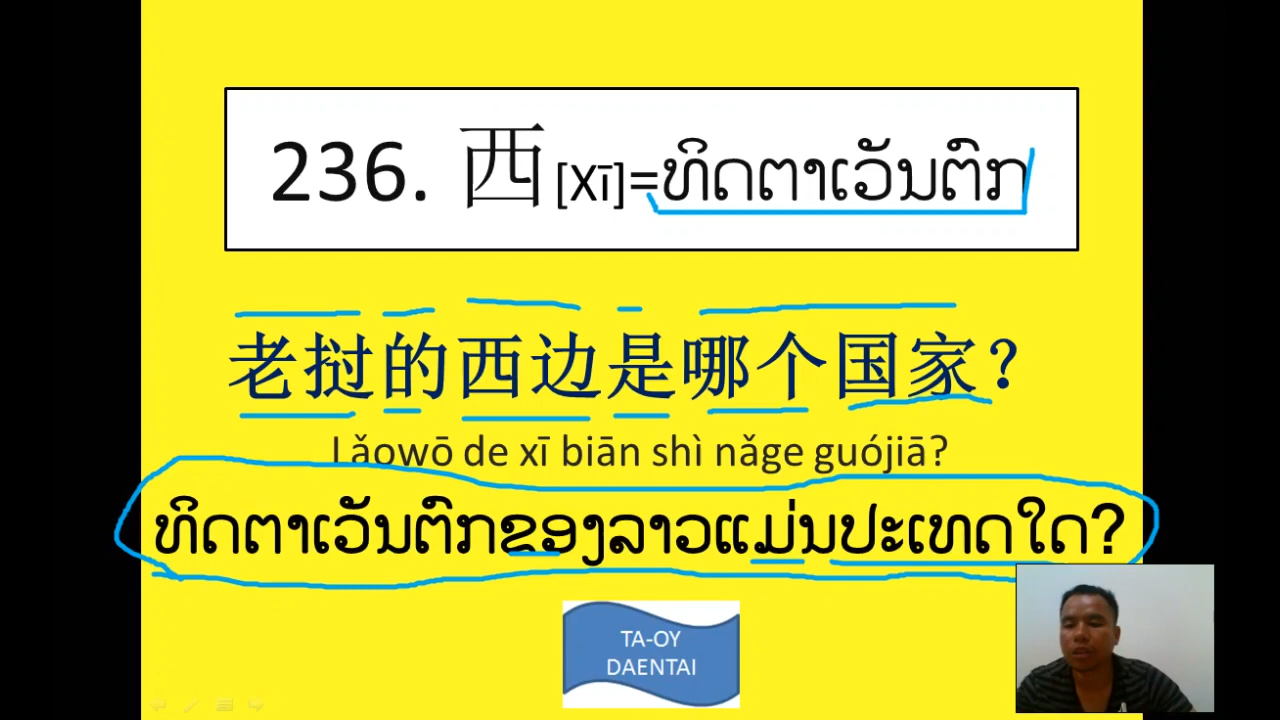 236. 西[Xī]=ທິດຕາເວັນຕົກ
老挝的西边是哪个国家？
Lǎowō de xī biān shì nǎge guójiā?
ທິດຕາເວັນຕົກຂອງລາວແມ່ນປະເທດໃດ?
TA-OY
DAENTAI